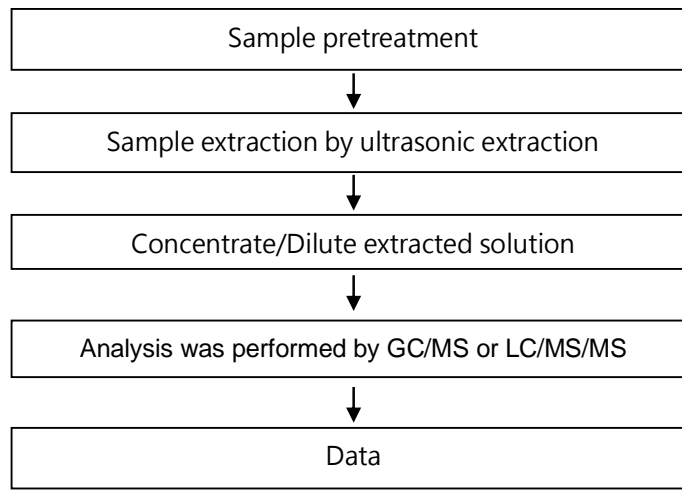 Sample pretreatment
Sample extraction by ultrasonic extraction
Concentrate/Dilute extracted solution
Analysis was performed by GC/MS or LC/MS/MS
Data